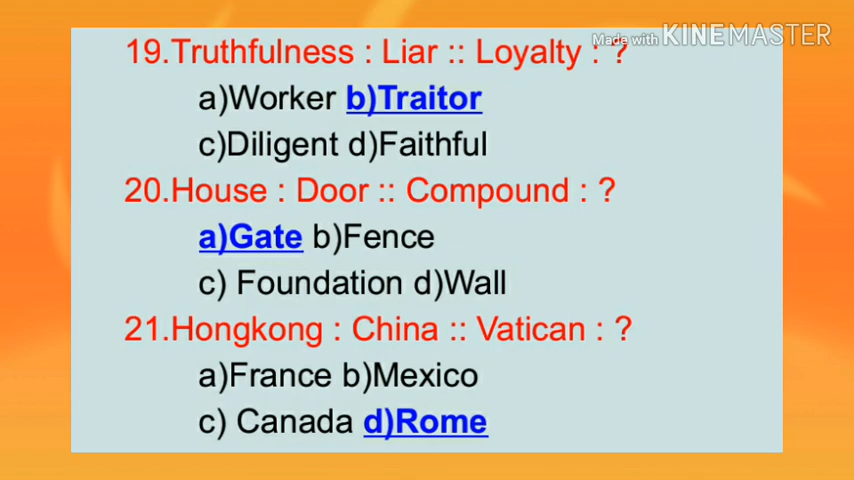 Made with KINEMASTER
19.Truthfulness : Liar :: Loyalty : ?
a)Worker b)Traitor
c)Diligent d)Faithful
20.House : Door :: Compound : ?
a)Gate b)Fence
c) Foundation d)Wall
21.Hongkong : China :: Vatican : ?
a)France b)Mexico
c) Canada d)Rome